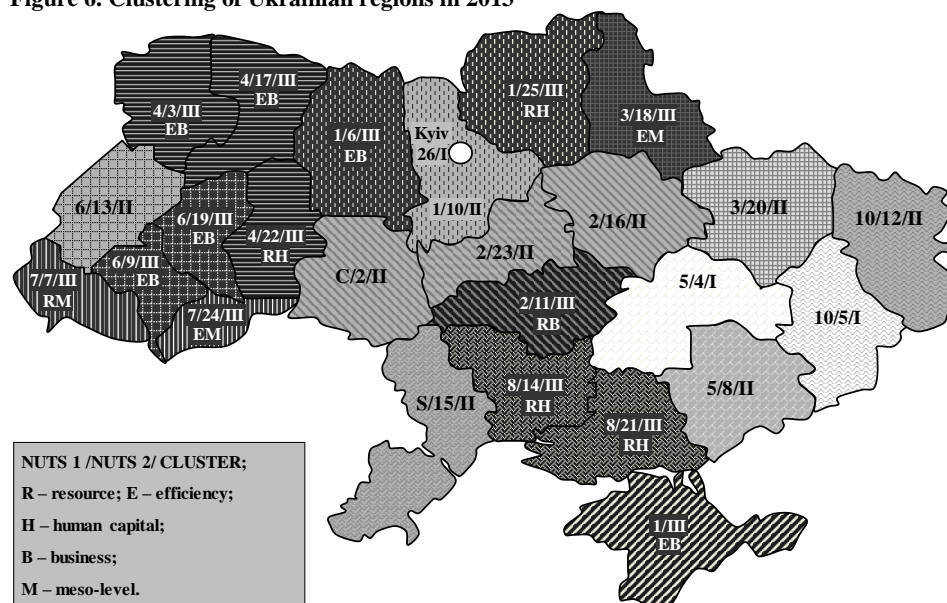 Figure 6. Clustering of Ukrainian regions in 2013
4/17/III
EB
4/3/III
EB
1/6/III
EB
Kyiv
26/I
1/10/II
1/25/III
RH
3/18/III
EM
6/13/II
6/19/III
EB
4/22/III
RH
C/2/II
2/23/II
2/16/II
3/20/II
10/12/II
7/7/III
RM
6/9/III
EB
7/24/III
EM
2/11/III
RB
5/4/I
10/5/I
S/15/II
8/14/III
RH
8/21/III
RH
5/8/II
1/III
EB
NUTS 1 /NUTS 2/ CLUSTER;
R – resource; E – efficiency;
H – human capital;
B – business;
M – meso-level.